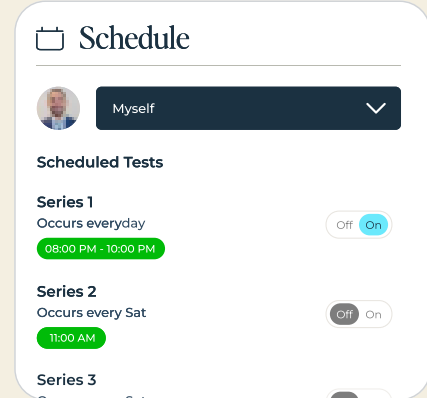 Schedule
Myself
Scheduled Tests
Series 1
Occurs everyday
Off On
08:00 PM - 10:00 PM
Series 2
Occurs every Sat
Off On
11:00 AM
Series 3